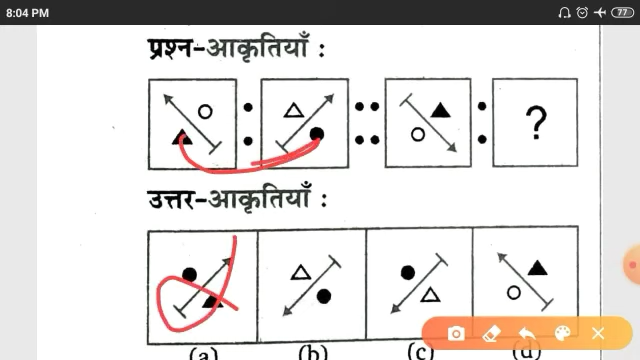 8:04 PM 77
प्रश्न-आकृतियाँ :
: :: : ?
उत्तर-आकृतियाँ :
(a) (b) (c) (d)